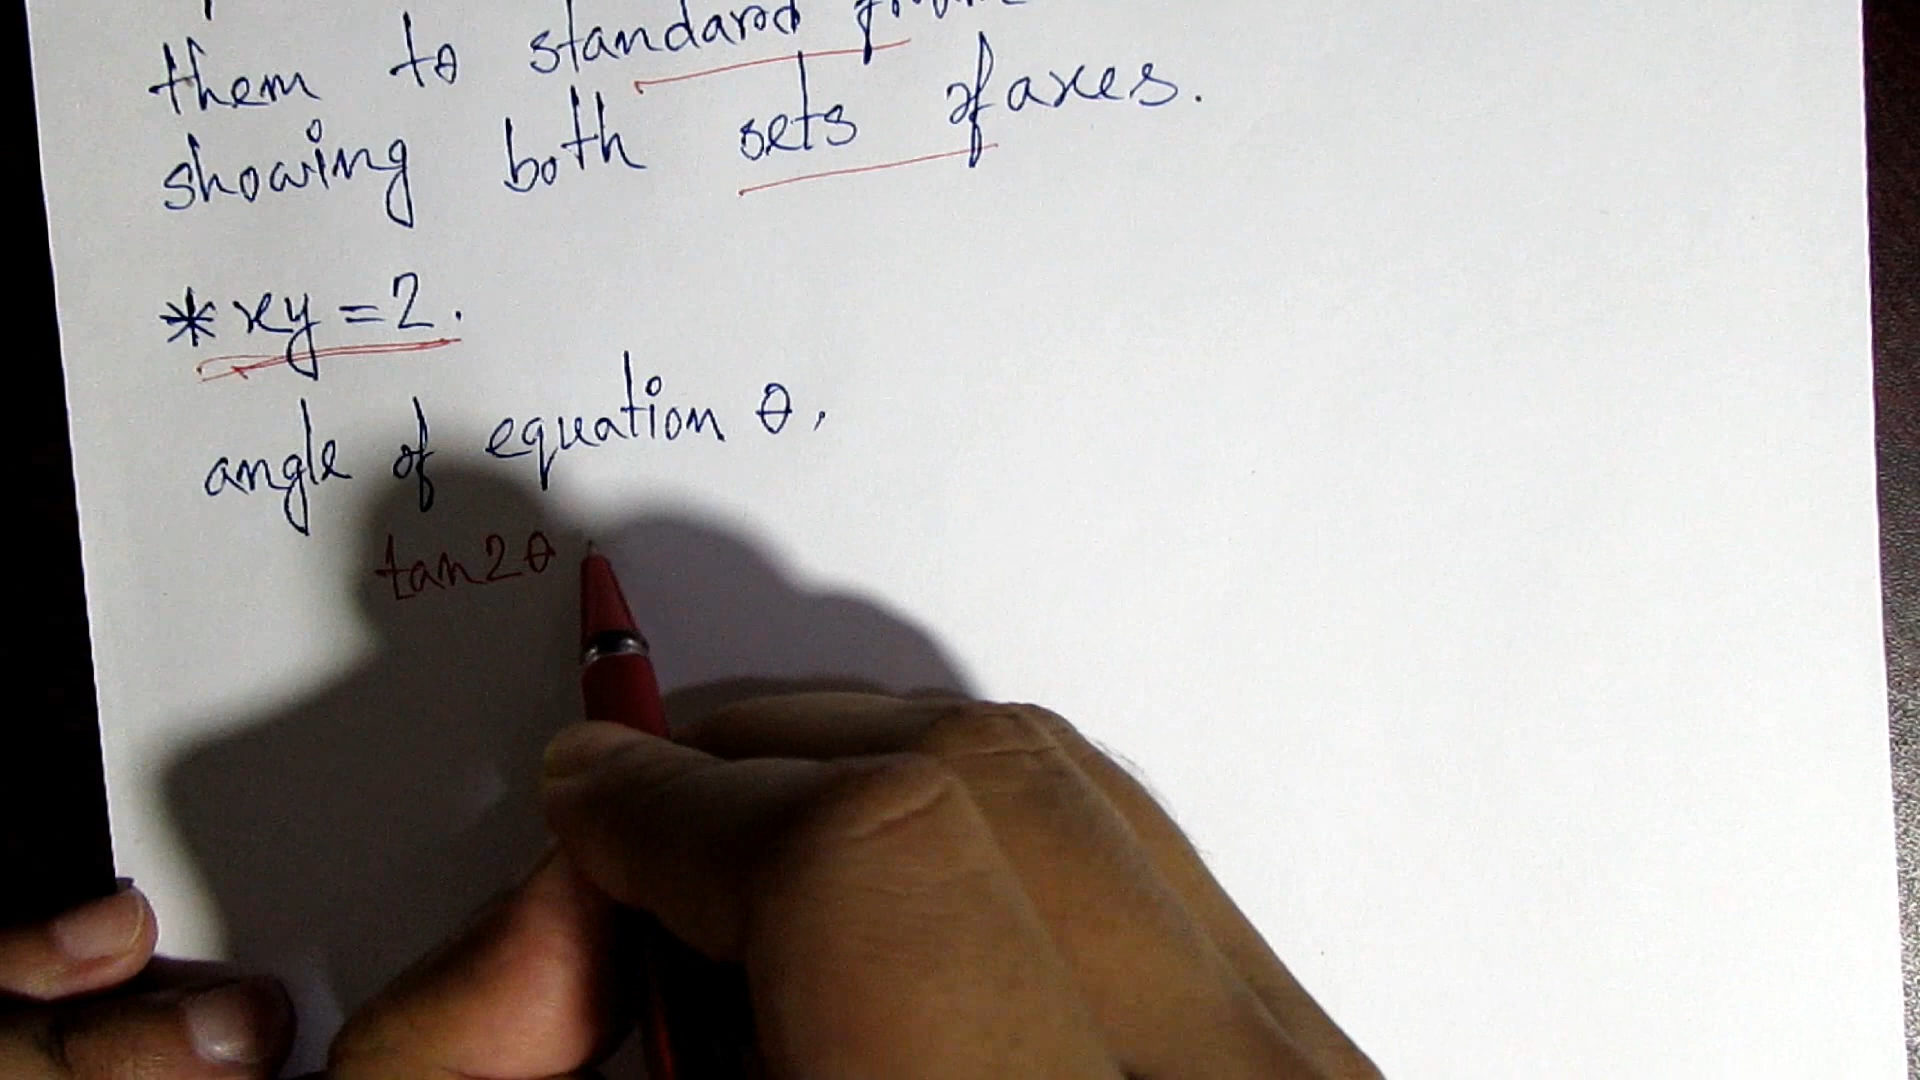 them to standard
showing both sets of axes.
* xy = 2.
angle of equation θ,
tan2θ